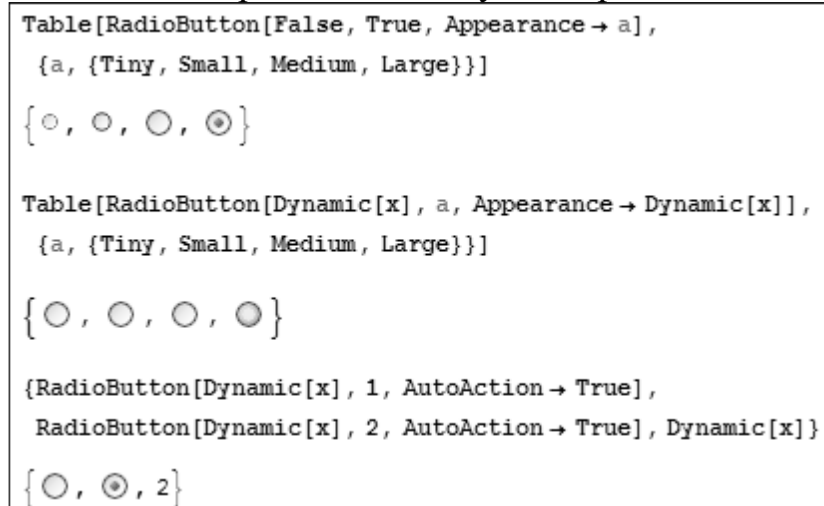 Table[RadioButton[False, True, Appearance → a],
{a, {Tiny, Small, Medium, Large}}]
{ , , , }
Table[RadioButton[Dynamic[x], a, Appearance → Dynamic[x]],
{a, {Tiny, Small, Medium, Large}}]
{ , , , }
{RadioButton[Dynamic[x], 1, AutoAction → True],
RadioButton[Dynamic[x], 2, AutoAction → True], Dynamic[x]}
{ , , 2}